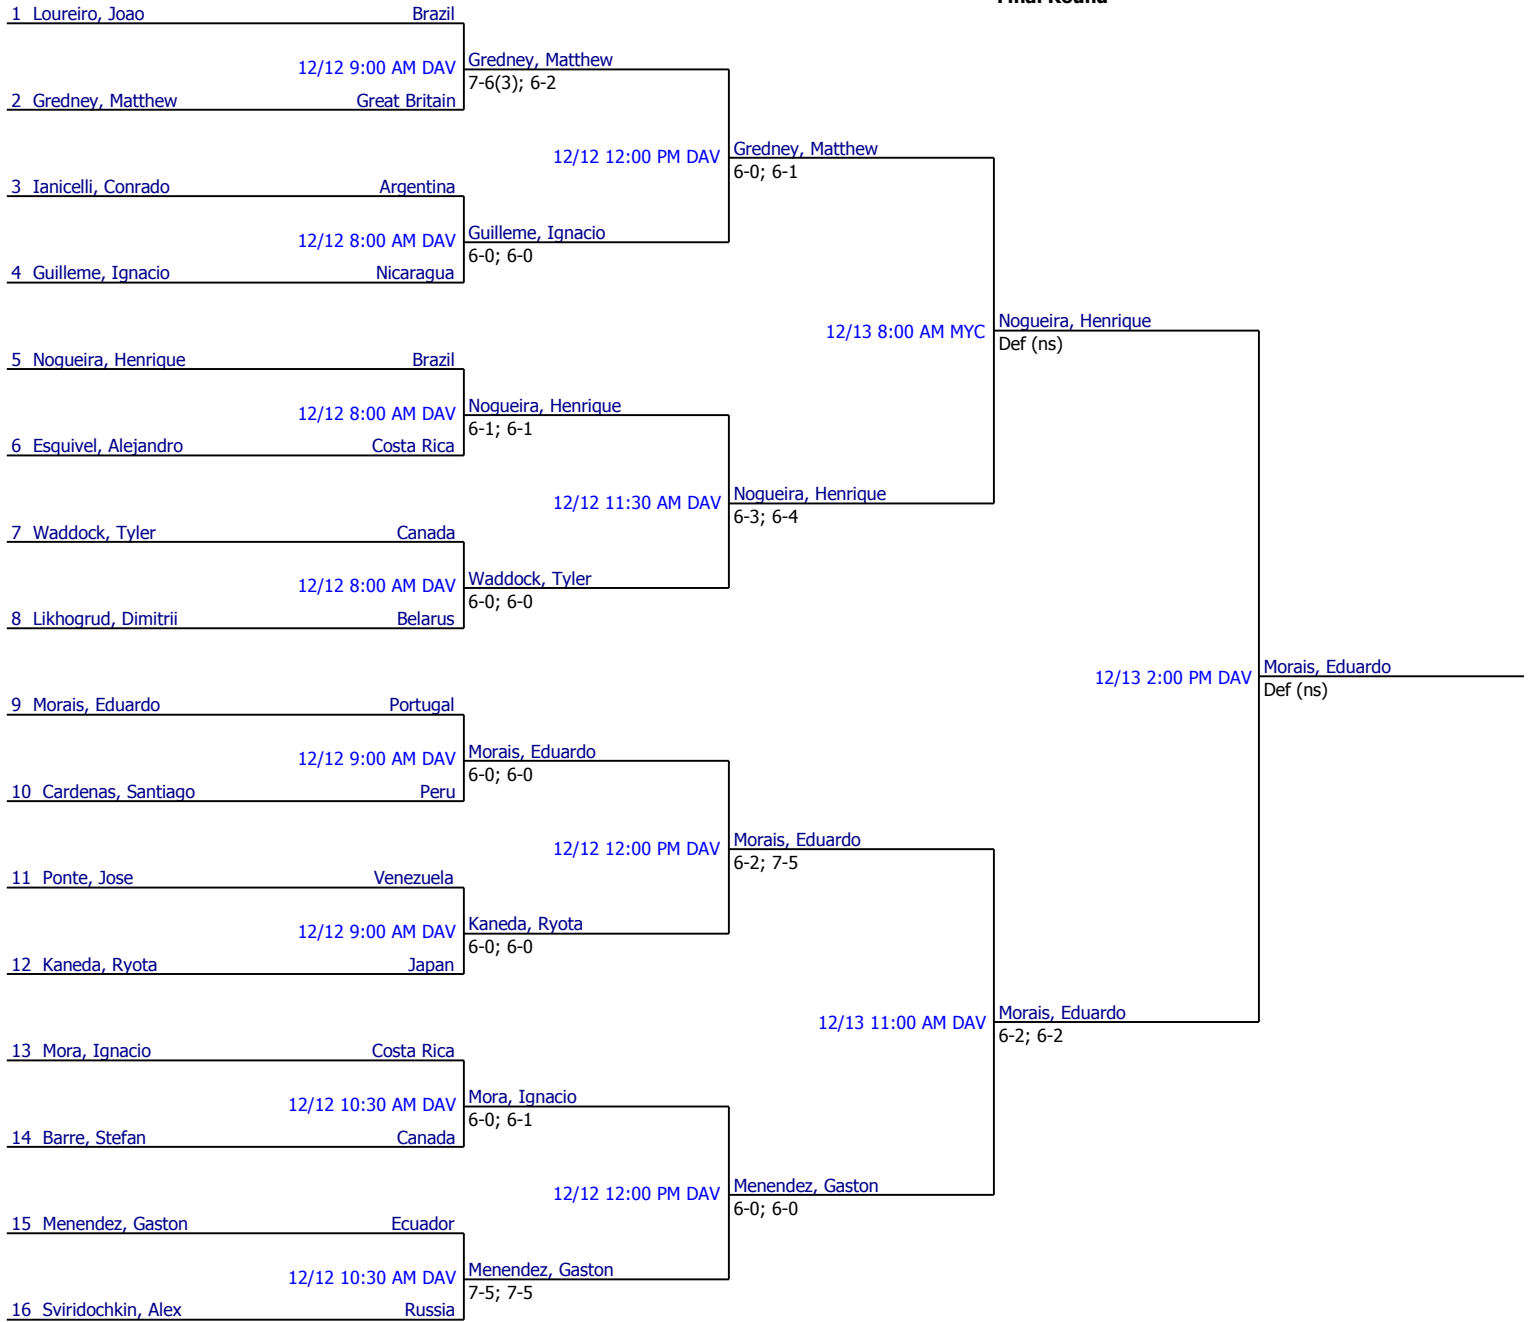 Final Round
1 Loureiro, Joao Brazil
12/12 9:00 AM DAV Gredney, Matthew
7-6(3); 6-2
2 Gredney, Matthew Great Britain
12/12 12:00 PM DAV Gredney, Matthew
6-0; 6-1
3 Ianicelli, Conrado Argentina
12/12 8:00 AM DAV Guilleme, Ignacio
6-0; 6-0
4 Guilleme, Ignacio Nicaragua
12/13 8:00 AM MYC Nogueira, Henrique
Def (ns)
5 Nogueira, Henrique Brazil
12/12 8:00 AM DAV Nogueira, Henrique
6-1; 6-1
6 Esquivel, Alejandro Costa Rica
12/12 11:30 AM DAV Nogueira, Henrique
6-3; 6-4
7 Waddock, Tyler Canada
12/12 8:00 AM DAV Waddock, Tyler
6-0; 6-0
8 Likhogrud, Dimitrii Belarus
12/13 2:00 PM DAV Morais, Eduardo
Def (ns)
9 Morais, Eduardo Portugal
12/12 9:00 AM DAV Morais, Eduardo
6-0; 6-0
10 Cardenas, Santiago Peru
12/12 12:00 PM DAV Morais, Eduardo
6-2; 7-5
11 Ponte, Jose Venezuela
12/12 9:00 AM DAV Kaneda, Ryota
6-0; 6-0
12 Kaneda, Ryota Japan
12/13 11:00 AM DAV Morais, Eduardo
6-2; 6-2
13 Mora, Ignacio Costa Rica
12/12 10:30 AM DAV Mora, Ignacio
6-0; 6-1
14 Barre, Stefan Canada
12/12 12:00 PM DAV Menendez, Gaston
6-0; 6-0
15 Menendez, Gaston Ecuador
12/12 10:30 AM DAV Menendez, Gaston
7-5; 7-5
16 Sviridochkin, Alex Russia